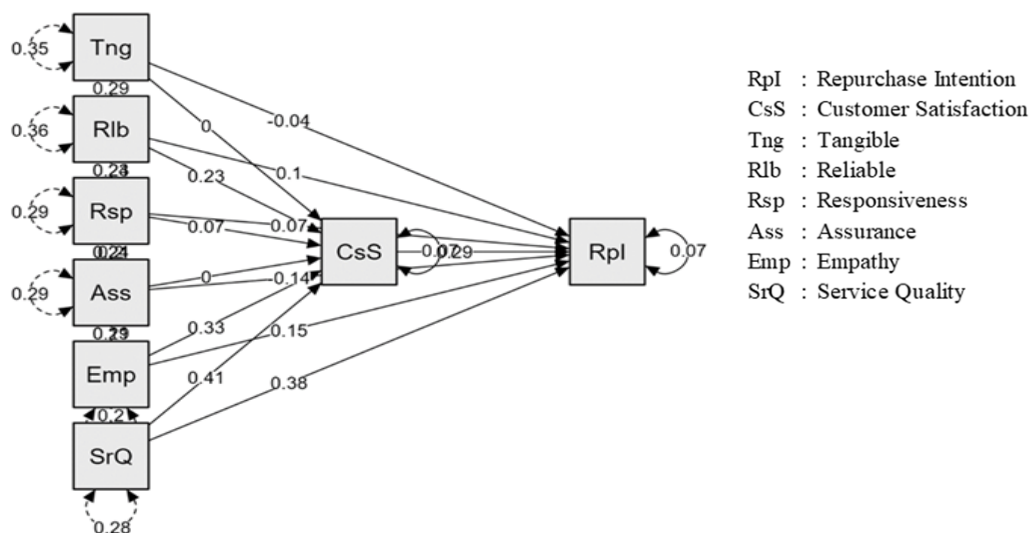 Tng
0.35
0.29
Rlb
0.36
Rsp
0.29
Ass
0.29
Emp
0.2
SrQ
0.28
0
0.23
0.07
0
0.33
0.41
-0.04
0.1
0.07
-0.14
0.15
0.38
CsS
0.07
0.29
RpI
0.07
RpI : Repurchase Intention
CsS : Customer Satisfaction
Tng : Tangible
Rlb : Reliable
Rsp : Responsiveness
Ass : Assurance
Emp : Empathy
SrQ : Service Quality